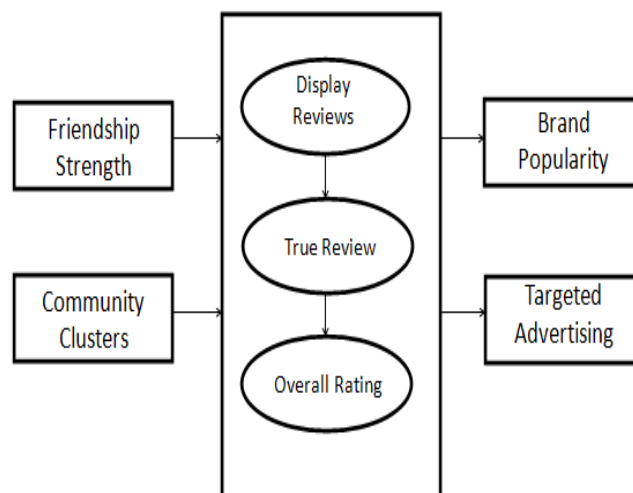 Friendship
Strength
Community
Clusters
Display
Reviews
True Review
Overall Rating
Brand
Popularity
Targeted
Advertising